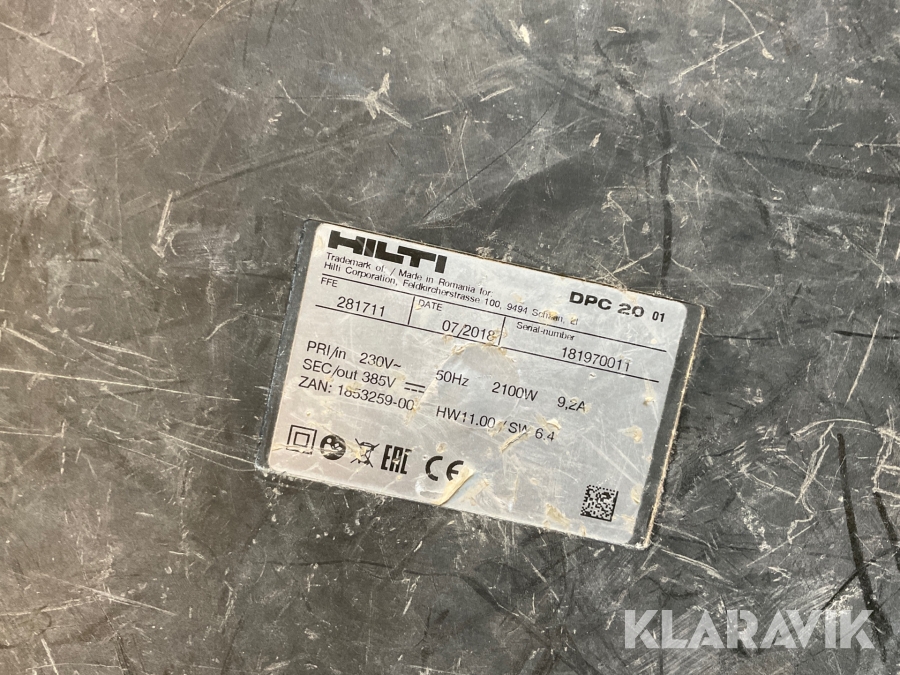 HILTI
DPC 20 01
Trademark of / Made in Romania for:
Hilti Corporation, Feldkircherstrasse 100, 9494 Schaan, LI
FFE DATE Serial-number
281711 07/2018 181970011
PRI/in 230V~ 50Hz 2100W 9,2A
SEC/out 385V
ZAN: 1853259-00 HW11.00 / SW 6.4
EAC CE
KLARAVIK